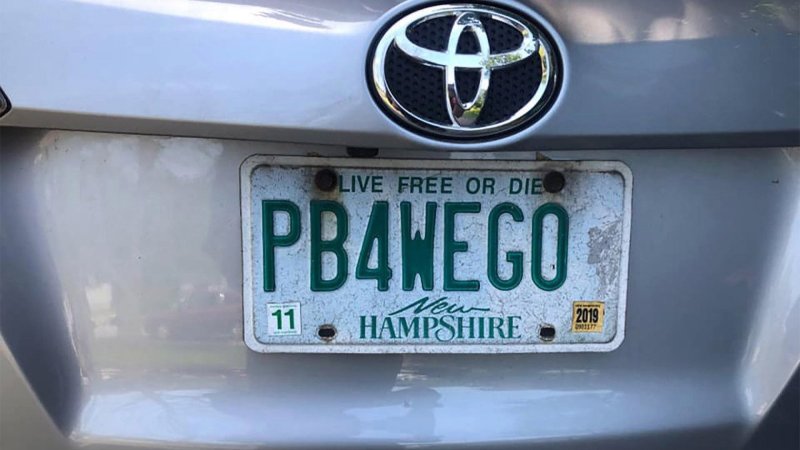 LIVE FREE OR DIE
PB4WEGO
11
2019
New
HAMPSHIRE